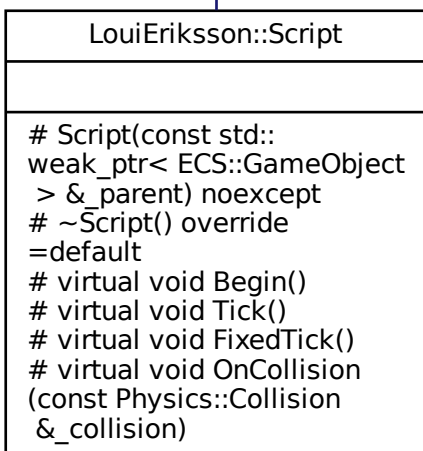 LouiEriksson::Script
# Script(const std::
weak_ptr< ECS::GameObject
> &_parent) noexcept
# ~Script() override
=default
# virtual void Begin()
# virtual void Tick()
# virtual void FixedTick()
# virtual void OnCollision
(const Physics::Collision
&_collision)